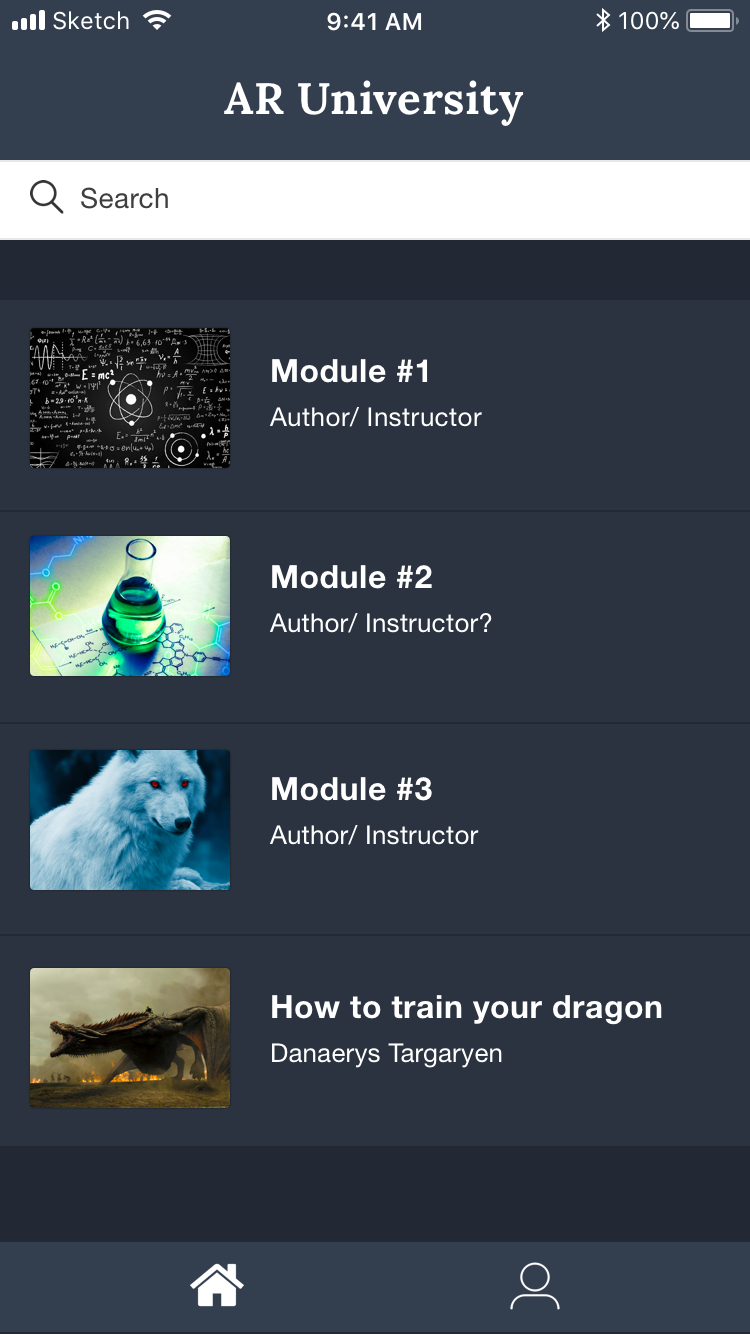 Sketch 9:41 AM 100%
AR University
Search
E = mc²
Module #1
Author/ Instructor
Module #2
Author/ Instructor?
Module #3
Author/ Instructor
How to train your dragon
Danaerys Targaryen